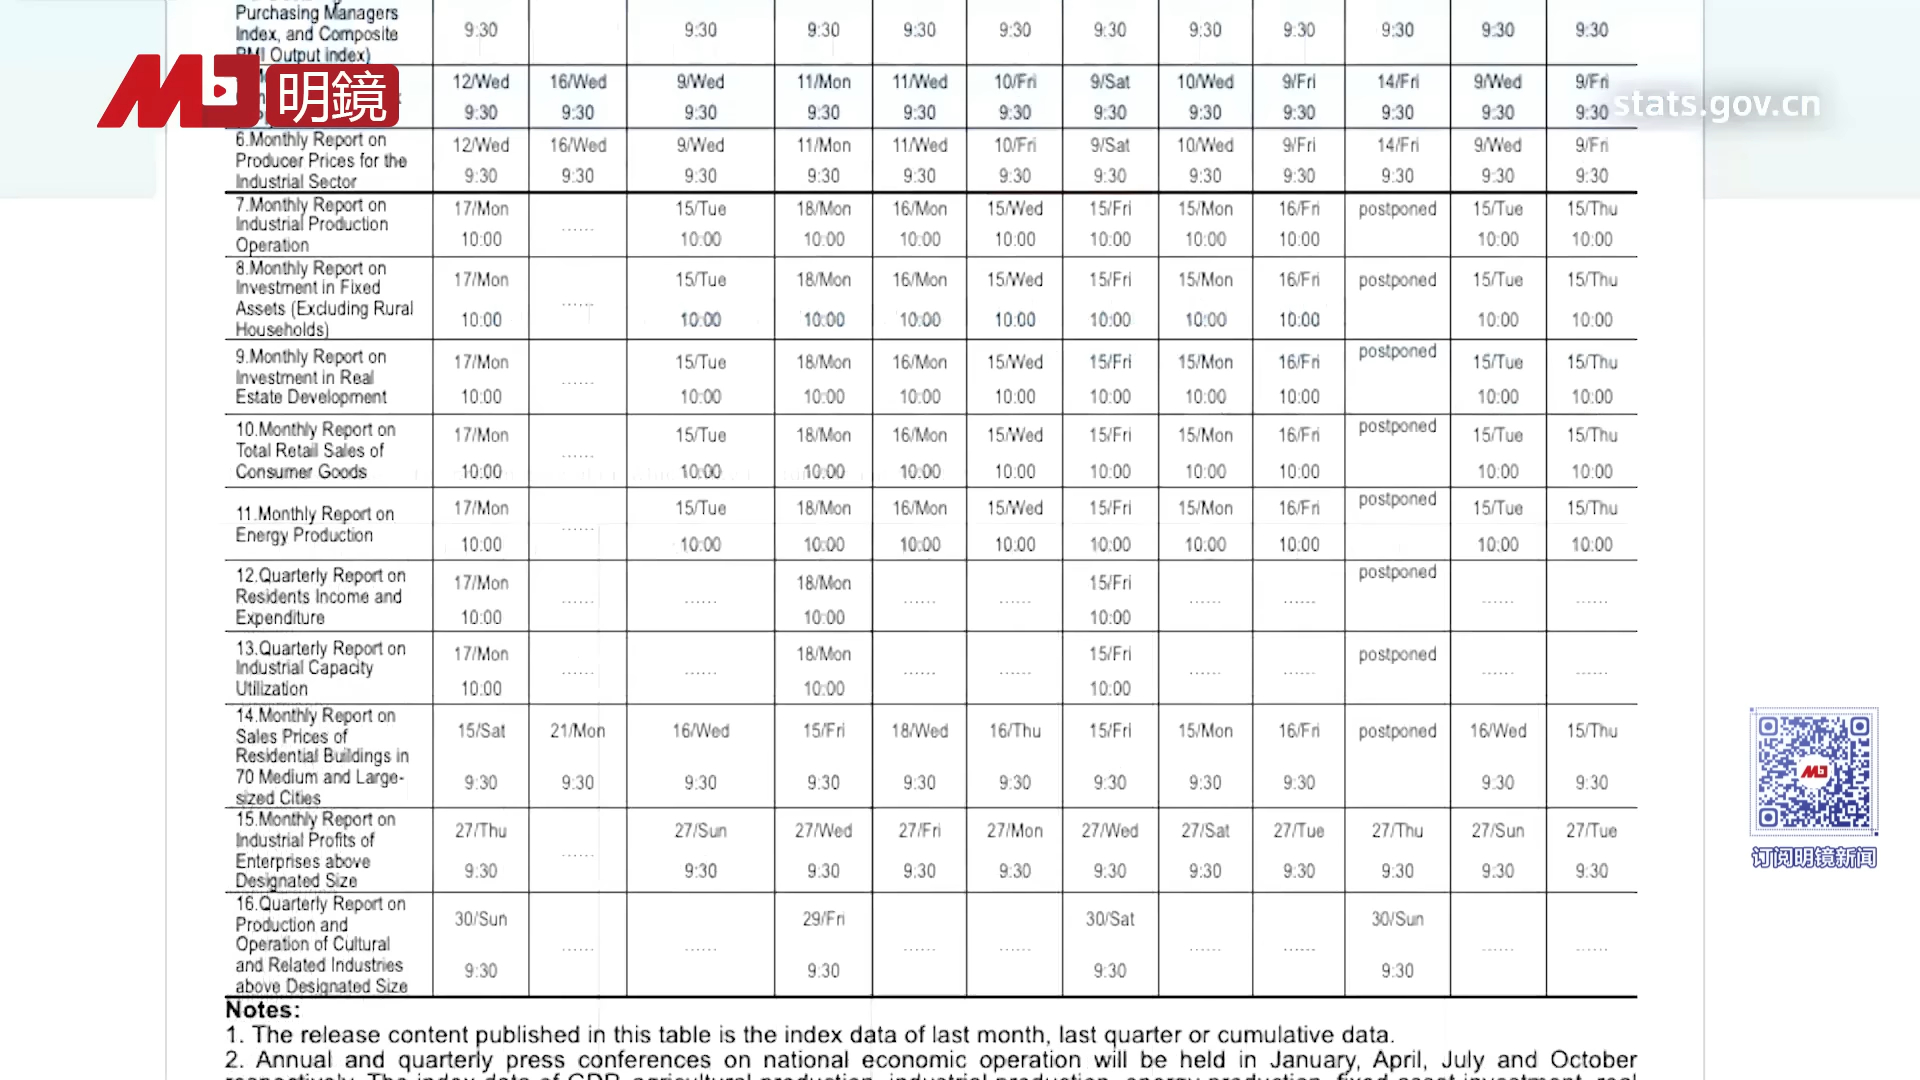 Purchasing Managers
Index, and Composite
PMI Output index)
9:30 9:30 9:30 9:30 9:30 9:30 9:30 9:30 9:30 9:30 9:30
明鏡
stats.gov.cn
12/Wed 16/Wed 9/Wed 11/Mon 11/Wed 10/Fri 9/Sat 10/Wed 9/Fri 14/Fri 9/Wed 9/Fri
9:30 9:30 9:30 9:30 9:30 9:30 9:30 9:30 9:30 9:30 9:30 9:30
6.Monthly Report on
Producer Prices for the
Industrial Sector
12/Wed 16/Wed 9/Wed 11/Mon 11/Wed 10/Fri 9/Sat 10/Wed 9/Fri 14/Fri 9/Wed 9/Fri
9:30 9:30 9:30 9:30 9:30 9:30 9:30 9:30 9:30 9:30 9:30 9:30
7.Monthly Report on
Industrial Production
Operation
17/Mon ...... 15/Tue 18/Mon 16/Mon 15/Wed 15/Fri 15/Mon 16/Fri postponed 15/Tue 15/Thu
10:00 10:00 10:00 10:00 10:00 10:00 10:00 10:00 10:00 10:00
8.Monthly Report on
Investment in Fixed
Assets (Excluding Rural
Households)
17/Mon ...... 15/Tue 18/Mon 16/Mon 15/Wed 15/Fri 15/Mon 16/Fri postponed 15/Tue 15/Thu
10:00 10:00 10:00 10:00 10:00 10:00 10:00 10:00 10:00 10:00
9.Monthly Report on
Investment in Real
Estate Development
17/Mon ...... 15/Tue 18/Mon 16/Mon 15/Wed 15/Fri 15/Mon 16/Fri postponed 15/Tue 15/Thu
10:00 10:00 10:00 10:00 10:00 10:00 10:00 10:00 10:00 10:00
10.Monthly Report on
Total Retail Sales of
Consumer Goods
17/Mon ...... 15/Tue 18/Mon 16/Mon 15/Wed 15/Fri 15/Mon 16/Fri postponed 15/Tue 15/Thu
10:00 10:00 10:00 10:00 10:00 10:00 10:00 10:00 10:00 10:00
11.Monthly Report on
Energy Production
17/Mon ...... 15/Tue 18/Mon 16/Mon 15/Wed 15/Fri 15/Mon 16/Fri postponed 15/Tue 15/Thu
10:00 10:00 10:00 10:00 10:00 10:00 10:00 10:00 10:00 10:00
12.Quarterly Report on
Residents Income and
Expenditure
17/Mon ...... ...... 18/Mon ...... ...... 15/Fri ...... ...... postponed ...... ......
10:00 10:00 10:00
13.Quarterly Report on
Industrial Capacity
Utilization
17/Mon ...... ...... 18/Mon ...... ...... 15/Fri ...... ...... postponed ...... ......
10:00 10:00 10:00
14.Monthly Report on
Sales Prices of
Residential Buildings in
70 Medium and Large-
sized Cities
15/Sat 21/Mon 16/Wed 15/Fri 18/Wed 16/Thu 15/Fri 15/Mon 16/Fri postponed 16/Wed 15/Thu
9:30 9:30 9:30 9:30 9:30 9:30 9:30 9:30 9:30 9:30 9:30
15.Monthly Report on
Industrial Profits of
Enterprises above
Designated Size
27/Thu ...... 27/Sun 27/Wed 27/Fri 27/Mon 27/Wed 27/Sat 27/Tue 27/Thu 27/Sun 27/Tue
9:30 9:30 9:30 9:30 9:30 9:30 9:30 9:30 9:30 9:30 9:30
16.Quarterly Report on
Production and
Operation of Cultural
and Related Industries
above Designated Size
30/Sun ...... ...... 29/Fri ...... ...... 30/Sat ...... ...... 30/Sun ...... ......
9:30 9:30 9:30 9:30
订阅明镜新闻
Notes:
1. The release content published in this table is the index data of last month, last quarter or cumulative data.
2. Annual and quarterly press conferences on national economic operation will be held in January, April, July and October